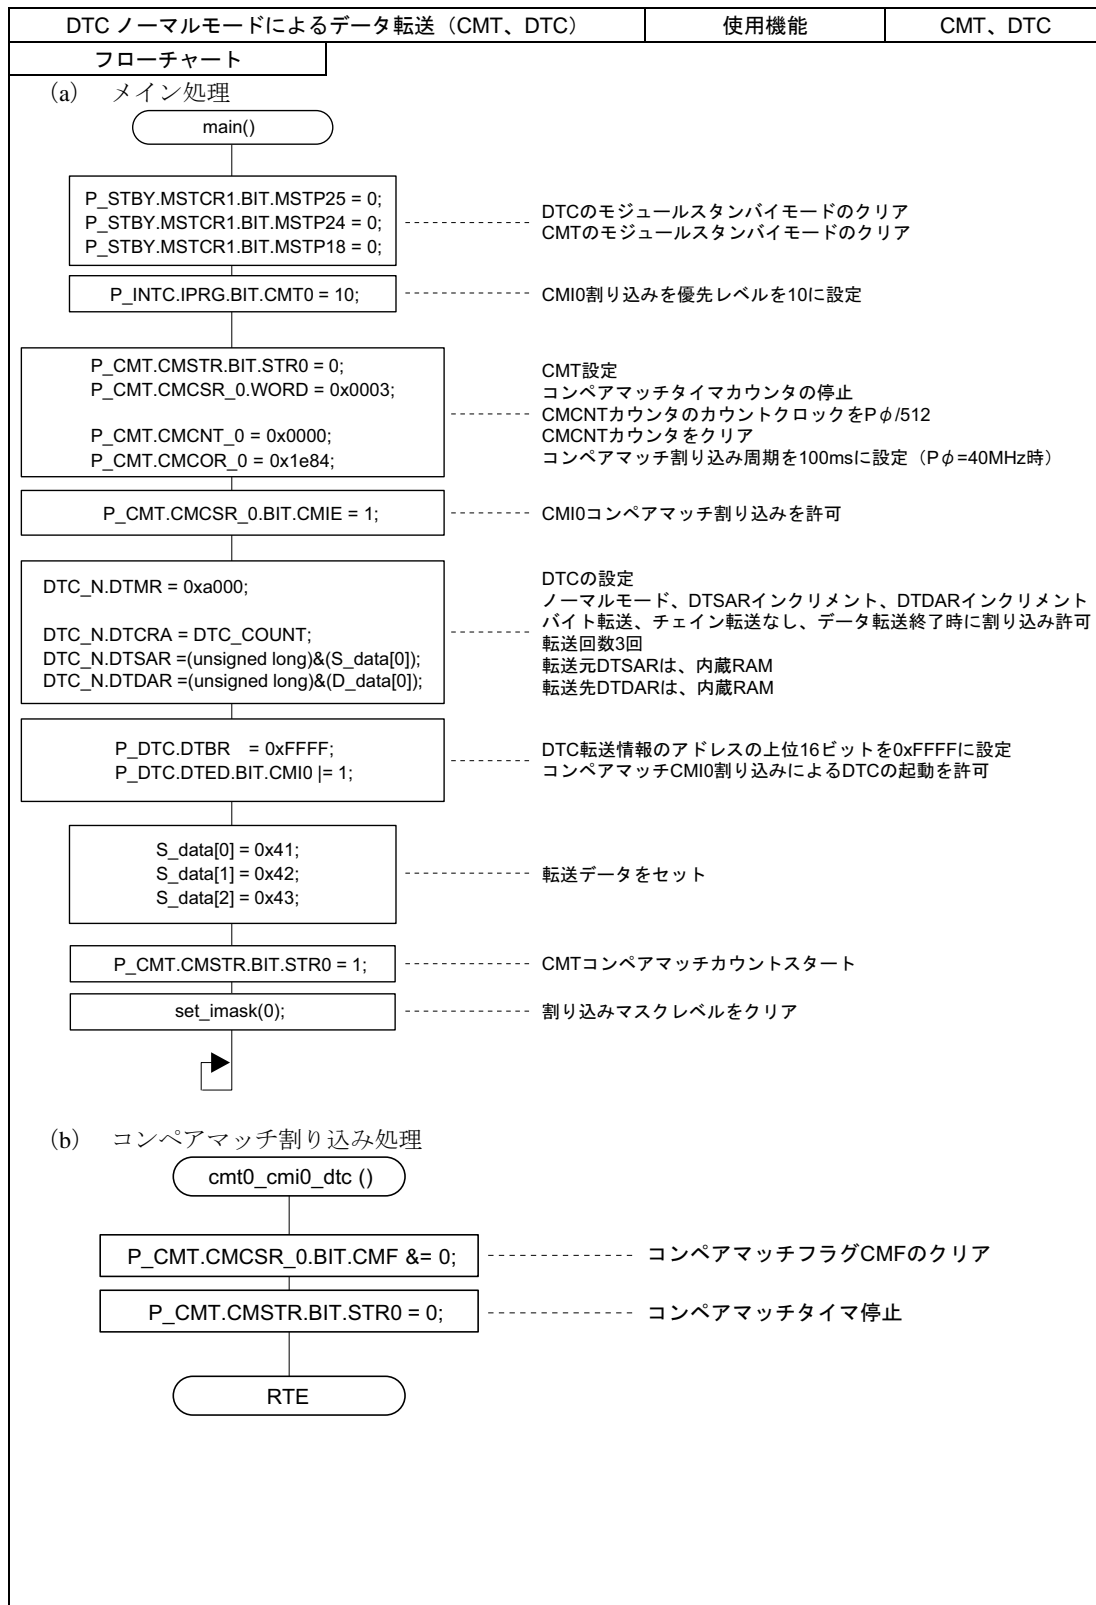 DTC ノーマルモードによるデータ転送（CMT、DTC） 使用機能 CMT、DTC
フローチャート
(a) メイン処理
main()
P_STBY.MSTCR1.BIT.MSTP25 = 0;
P_STBY.MSTCR1.BIT.MSTP24 = 0;
P_STBY.MSTCR1.BIT.MSTP18 = 0;
DTCのモジュールスタンバイモードのクリア
CMTのモジュールスタンバイモードのクリア
P_INTC.IPRG.BIT.CMT0 = 10;
CMI0割り込みを優先レベルを10に設定
P_CMT.CMSTR.BIT.STR0 = 0;
P_CMT.CMCSR_0.WORD = 0x0003;
P_CMT.CMCNT_0 = 0x0000;
P_CMT.CMCOR_0 = 0x1e84;
CMT設定
コンペアマッチタイマカウンタの停止
CMCNTカウンタのカウントクロックをPφ/512
CMCNTカウンタをクリア
コンペアマッチ割り込み周期を100msに設定（Pφ=40MHz時）
P_CMT.CMCSR_0.BIT.CMIE = 1;
CMI0コンペアマッチ割り込みを許可
DTC_N.DTMR = 0xa000;
DTC_N.DTCRA = DTC_COUNT;
DTC_N.DTSAR =(unsigned long)&(S_data[0]);
DTC_N.DTDAR =(unsigned long)&(D_data[0]);
DTCの設定
ノーマルモード、DTSARインクリメント、DTDARインクリメント
バイト転送、チェイン転送なし、データ転送終了時に割り込み許可
転送回数3回
転送元DTSARは、内蔵RAM
転送先DTDARは、内蔵RAM
P_DTC.DTBR = 0xFFFF;
P_DTC.DTED.BIT.CMI0 |= 1;
DTC転送情報のアドレスの上位16ビットを0xFFFFに設定
コンペアマッチCMI0割り込みによるDTCの起動を許可
S_data[0] = 0x41;
S_data[1] = 0x42;
S_data[2] = 0x43;
転送データをセット
P_CMT.CMSTR.BIT.STR0 = 1;
CMTコンペアマッチカウントスタート
set_imask(0);
割り込みマスクレベルをクリア
(b) コンペアマッチ割り込み処理
cmt0_cmi0_dtc ()
P_CMT.CMCSR_0.BIT.CMF &= 0;
コンペアマッチフラグCMFのクリア
P_CMT.CMSTR.BIT.STR0 = 0;
コンペアマッチタイマ停止
RTE